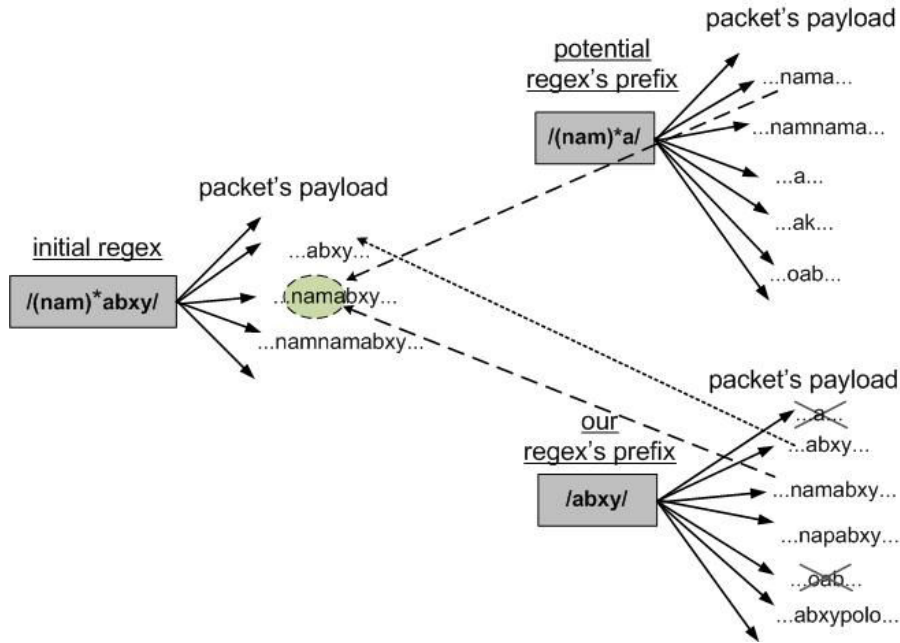 packet's payload
potential
regex's prefix
/(nam)*a/
...nama...
...namnama...
...a...
...ak...
...oab...
packet's payload
initial regex
/(nam)*abxy/
...abxy...
...namabxy...
...namnamabxy...
packet's payload
our
regex's prefix
/abxy/
...a...
...abxy...
...namabxy...
...napabxy...
...oab...
...abxypolo...